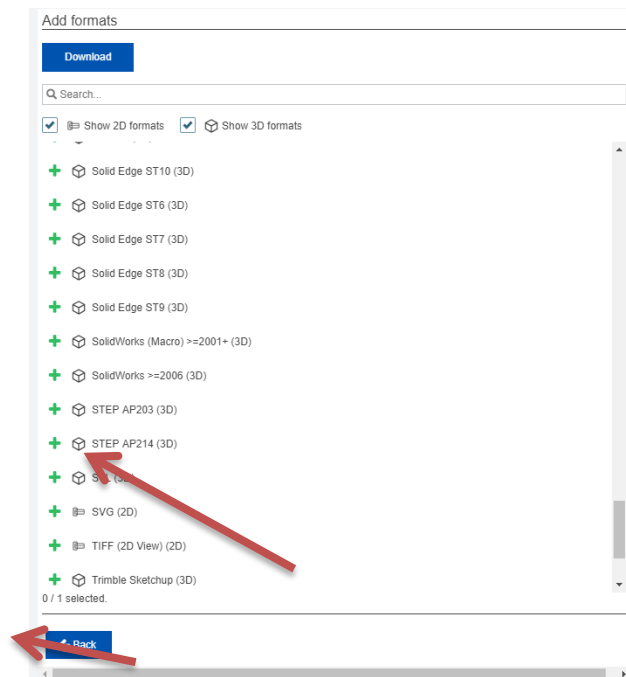 Add formats
Download
Search...
Show 2D formats Show 3D formats
Solid Edge ST10 (3D)
Solid Edge ST6 (3D)
Solid Edge ST7 (3D)
Solid Edge ST8 (3D)
Solid Edge ST9 (3D)
SolidWorks (Macro) >=2001+ (3D)
SolidWorks >=2006 (3D)
STEP AP203 (3D)
STEP AP214 (3D)
SVG (2D)
TIFF (2D View) (2D)
Trimble Sketchup (3D)
0 / 1 selected.
Back